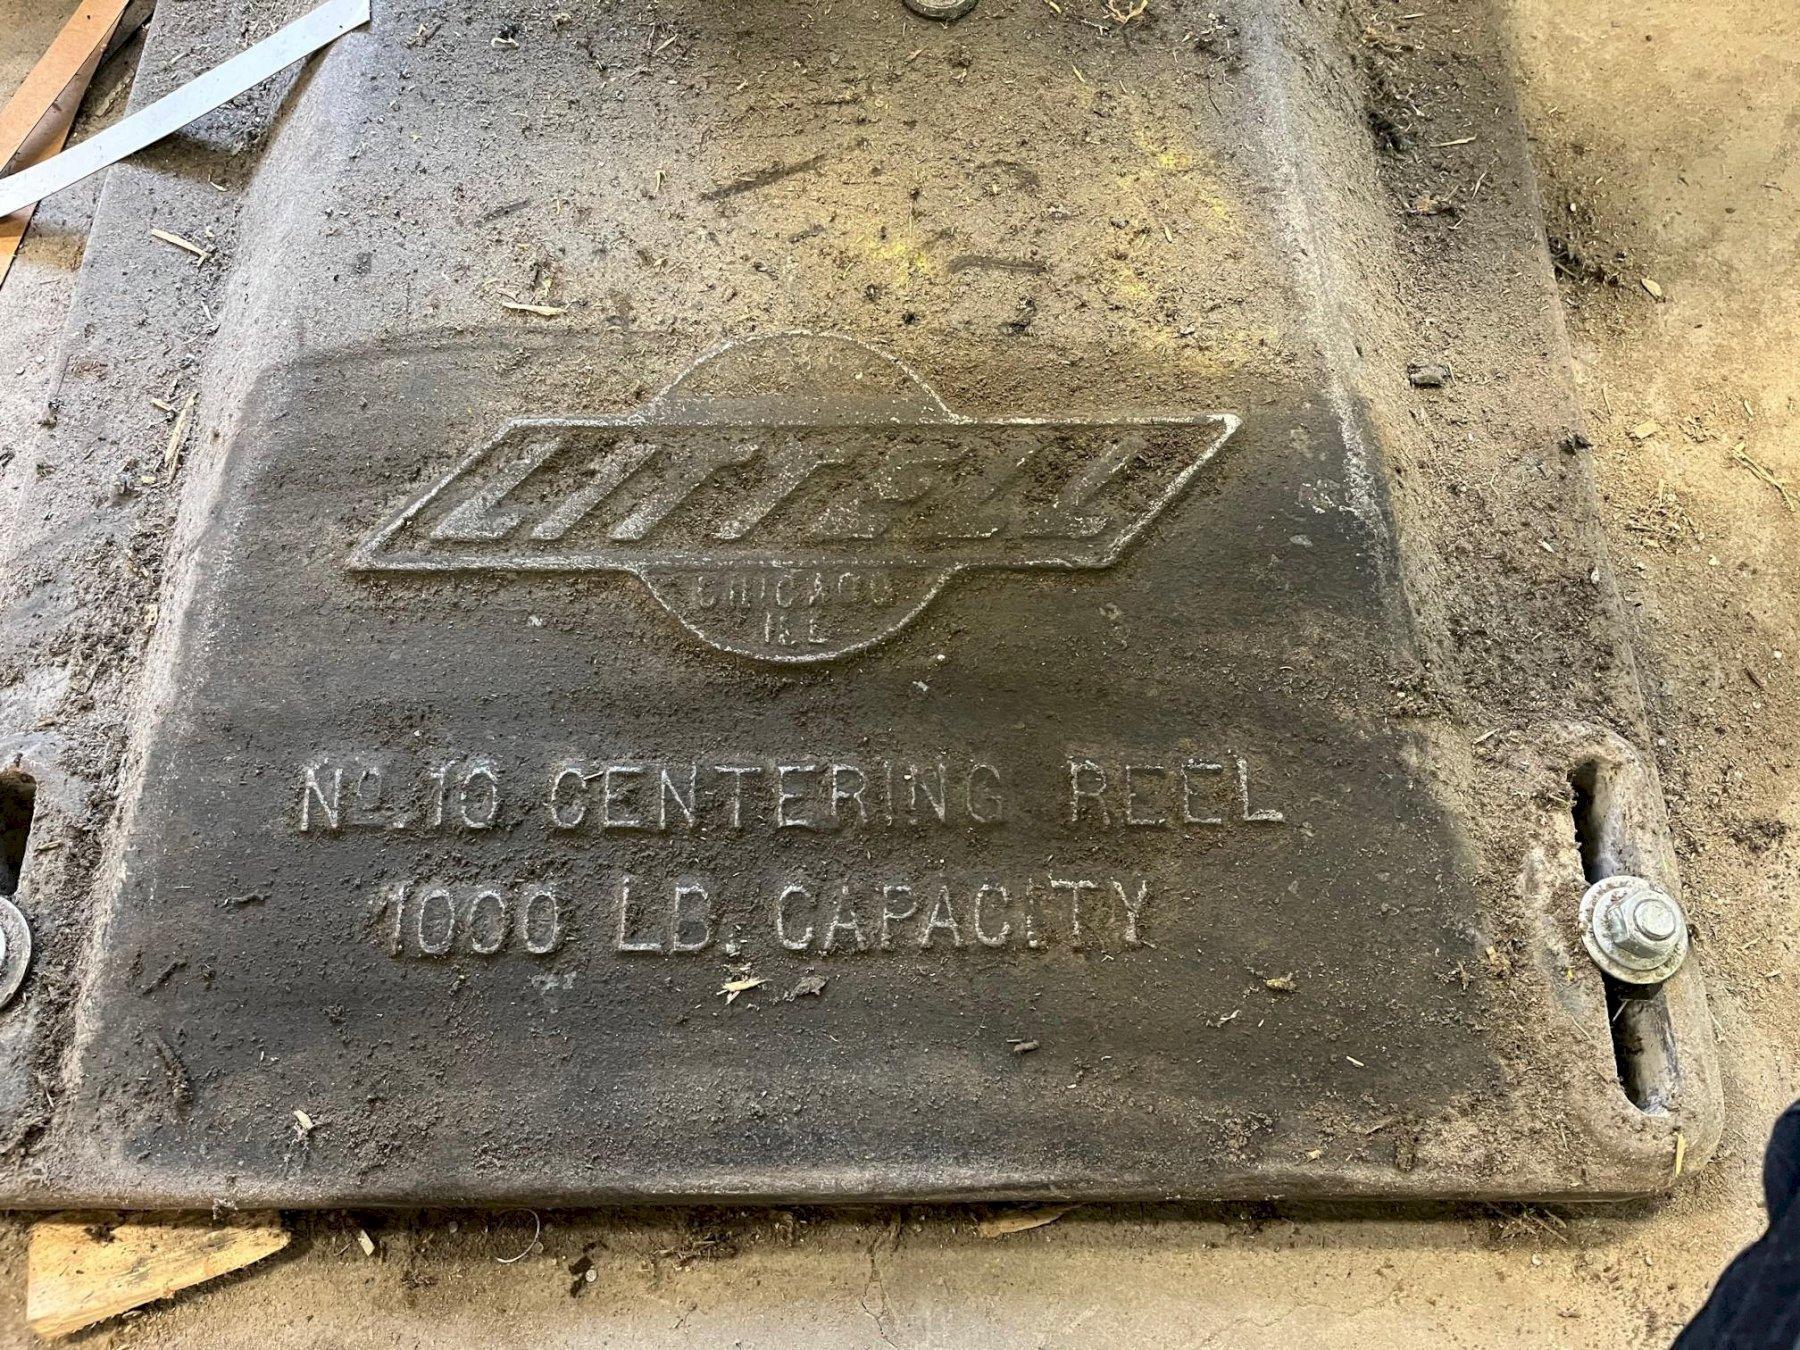 LITTELL
CHICAGO
ILL
No. 10 CENTERING REEL
1000 LB. CAPACITY